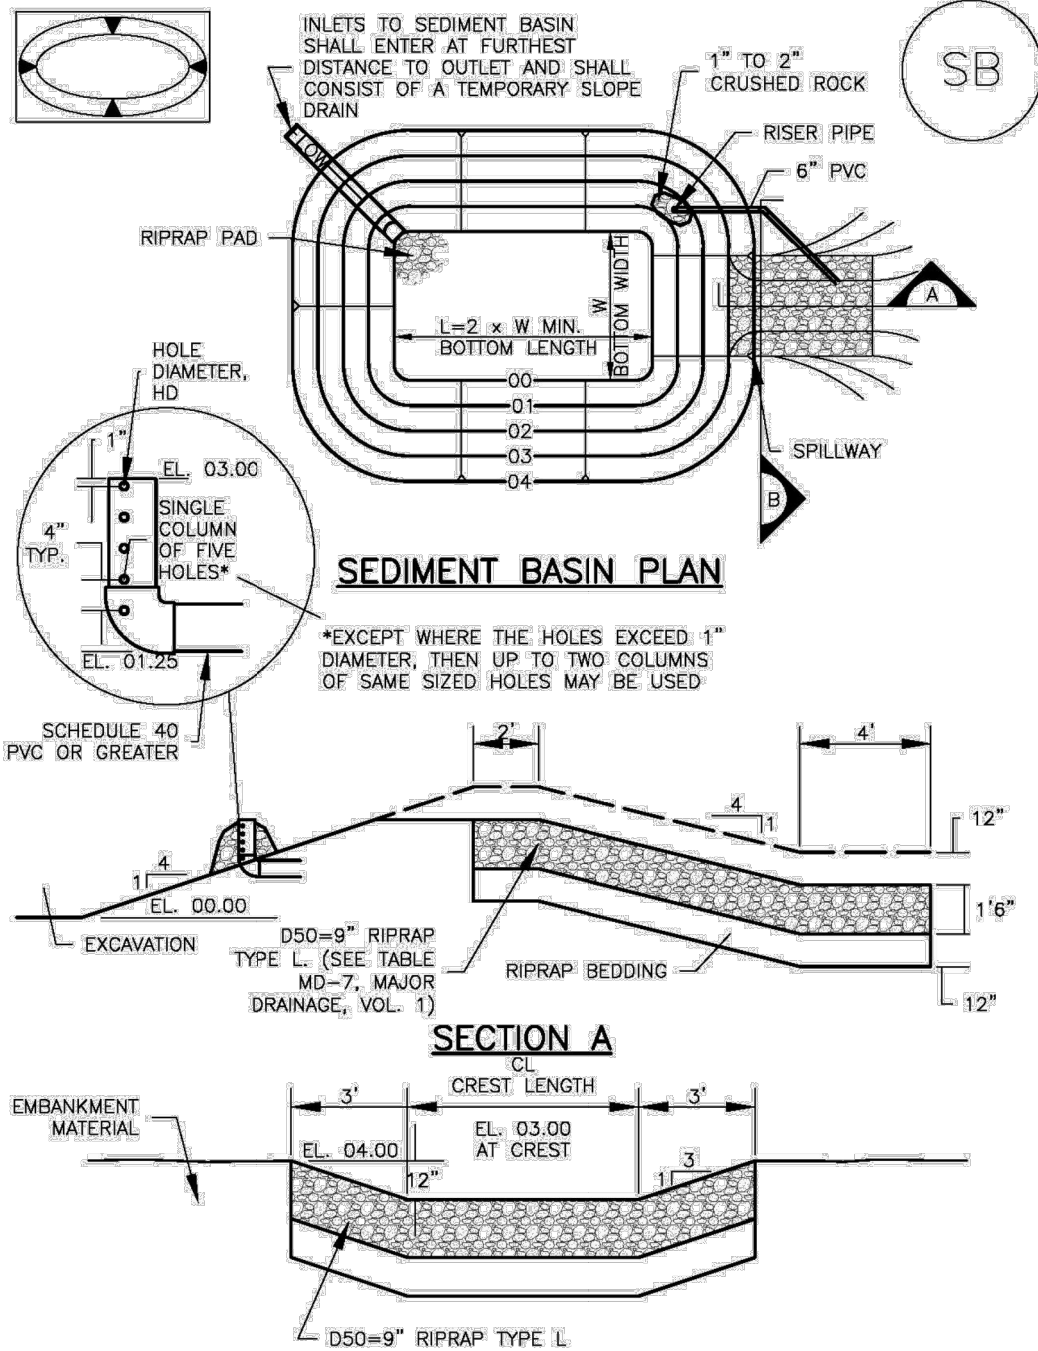 INLETS TO SEDIMENT BASIN
SHALL ENTER AT FURTHEST
DISTANCE TO OUTLET AND SHALL
CONSIST OF A TEMPORARY SLOPE
DRAIN
1" TO 2"
CRUSHED ROCK
SB
RISER PIPE
6" PVC
FLOW
RIPRAP PAD
A
W
BOTTOM WIDTH
L=2 x W MIN.
BOTTOM LENGTH
00
01
02
03
04
SPILLWAY
B
HOLE
DIAMETER,
HD
1"
EL. 03.00
4"
TYP.
SINGLE
COLUMN
OF FIVE
HOLES*
EL. 01.25
SEDIMENT BASIN PLAN
*EXCEPT WHERE THE HOLES EXCEED 1"
DIAMETER, THEN UP TO TWO COLUMNS
OF SAME SIZED HOLES MAY BE USED
SCHEDULE 40
PVC OR GREATER
2'
4'
4
1
12"
4
1
EL. 00.00
EXCAVATION
1'6"
D50=9" RIPRAP
TYPE L. (SEE TABLE
MD-7, MAJOR
DRAINAGE, VOL. 1)
RIPRAP BEDDING
12"
SECTION A
CL
CREST LENGTH
3'
3'
EMBANKMENT
MATERIAL
EL. 04.00
EL. 03.00
AT CREST
12"
3
1
D50=9" RIPRAP TYPE L